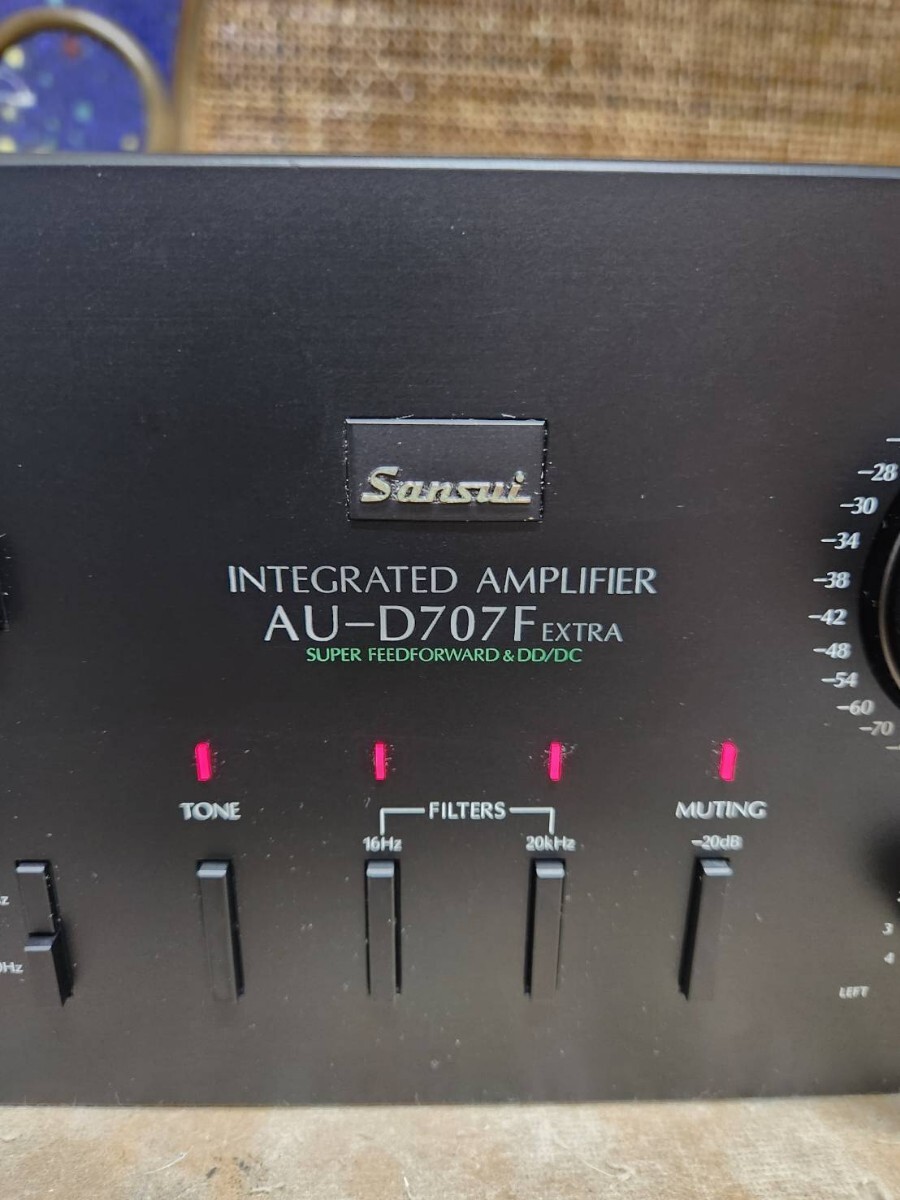 Sansui
INTEGRATED AMPLIFIER
AU-D707F EXTRA
SUPER FEEDFORWARD & DD/DC
-28
-30
-34
-38
-42
-48
-54
-60
-70
TONE
FILTERS
MUTING
16Hz
20kHz
-20dB
3
4
LEFT